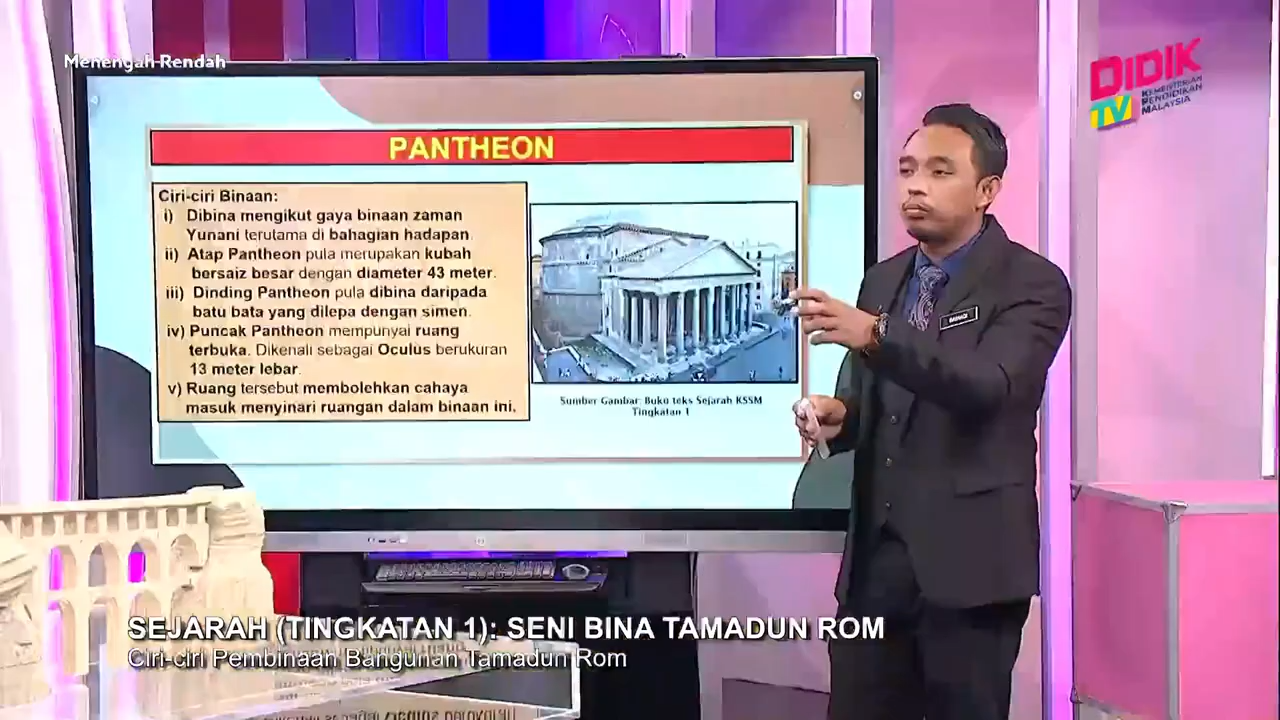 Menengah Rendah
DIDIK
TV
KEMENTERIAN
PENDIDIKAN
MALAYSIA
PANTHEON
Ciri-ciri Binaan:
i) Dibina mengikut gaya binaan zaman
Yunani terutama di bahagian hadapan.
ii) Atap Pantheon pula merupakan kubah
bersaiz besar dengan diameter 43 meter.
iii) Dinding Pantheon pula dibina daripada
batu bata yang dilepa dengan simen.
iv) Puncak Pantheon mempunyai ruang
terbuka. Dikenali sebagai Oculus berukuran
13 meter lebar.
v) Ruang tersebut membolehkan cahaya
masuk menyinari ruangan dalam binaan ini.
Sumber Gambar: Buku teks Sejarah KSSM
Tingkatan 1
SEJARAH (TINGKATAN 1): SENI BINA TAMADUN ROM
Ciri-ciri Pembinaan Bangunan Tamadun Rom